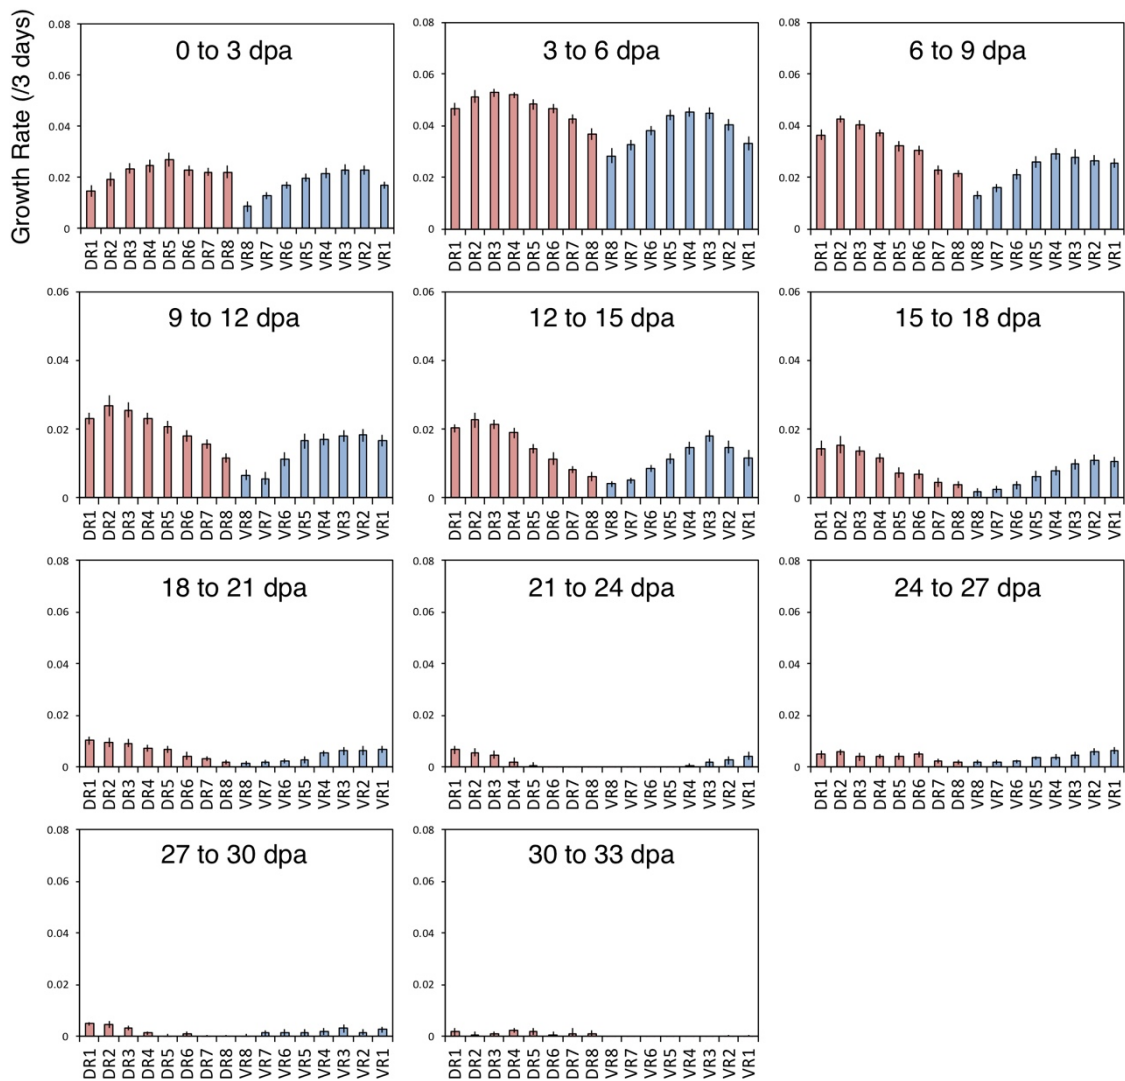 Growth Rate (/3 days)
0 to 3 dpa
0.08
0.06
0.04
0.02
0
DR1 DR2 DR3 DR4 DR5 DR6 DR7 DR8 VR8 VR7 VR6 VR5 VR4 VR3 VR2 VR1
3 to 6 dpa
0.08
0.06
0.04
0.02
0
DR1 DR2 DR3 DR4 DR5 DR6 DR7 DR8 VR8 VR7 VR6 VR5 VR4 VR3 VR2 VR1
6 to 9 dpa
0.08
0.06
0.04
0.02
0
DR1 DR2 DR3 DR4 DR5 DR6 DR7 DR8 VR8 VR7 VR6 VR5 VR4 VR3 VR2 VR1
9 to 12 dpa
0.06
0.04
0.02
0
DR1 DR2 DR3 DR4 DR5 DR6 DR7 DR8 VR8 VR7 VR6 VR5 VR4 VR3 VR2 VR1
12 to 15 dpa
0.06
0.04
0.02
0
DR1 DR2 DR3 DR4 DR5 DR6 DR7 DR8 VR8 VR7 VR6 VR5 VR4 VR3 VR2 VR1
15 to 18 dpa
0.06
0.04
0.02
0
DR1 DR2 DR3 DR4 DR5 DR6 DR7 DR8 VR8 VR7 VR6 VR5 VR4 VR3 VR2 VR1
18 to 21 dpa
0.08
0.06
0.04
0.02
0
DR1 DR2 DR3 DR4 DR5 DR6 DR7 DR8 VR8 VR7 VR6 VR5 VR4 VR3 VR2 VR1
21 to 24 dpa
0.08
0.06
0.04
0.02
0
DR1 DR2 DR3 DR4 DR5 DR6 DR7 DR8 VR8 VR7 VR6 VR5 VR4 VR3 VR2 VR1
24 to 27 dpa
0.08
0.06
0.04
0.02
0
DR1 DR2 DR3 DR4 DR5 DR6 DR7 DR8 VR8 VR7 VR6 VR5 VR4 VR3 VR2 VR1
27 to 30 dpa
0.08
0.06
0.04
0.02
0
DR1 DR2 DR3 DR4 DR5 DR6 DR7 DR8 VR8 VR7 VR6 VR5 VR4 VR3 VR2 VR1
30 to 33 dpa
0.08
0.06
0.04
0.02
0
DR1 DR2 DR3 DR4 DR5 DR6 DR7 DR8 VR8 VR7 VR6 VR5 VR4 VR3 VR2 VR1